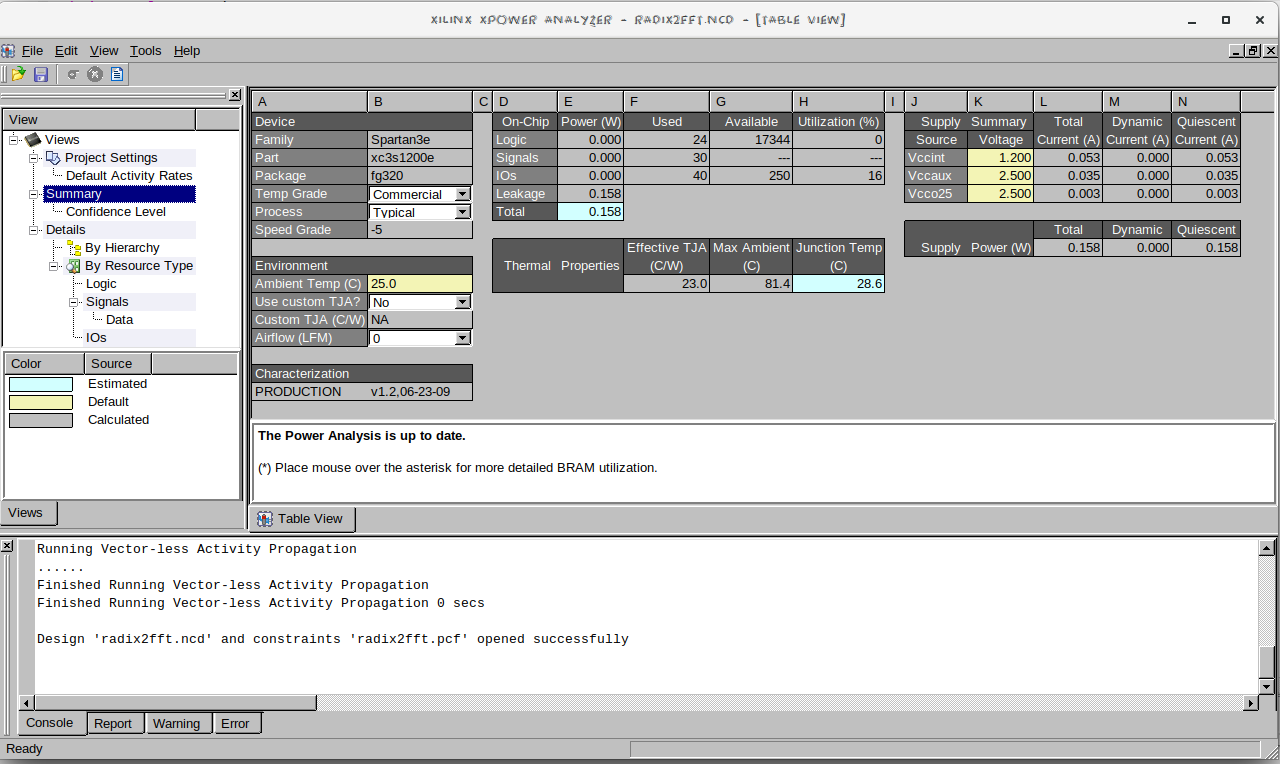 XILINX XPOWER ANALYZER - RADIX2FFT.NCD - [TABLE VIEW]
File Edit View Tools Help
View
Views
Project Settings
Default Activity Rates
Summary
Confidence Level
Details
By Hierarchy
By Resource Type
Logic
Signals
Data
IOs
Color Source
Estimated
Default
Calculated
Views
A B C D E F G H I J K L M N
Device
Family Spartan3e
Part xc3s1200e
Package fg320
Temp Grade Commercial
Process Typical
Speed Grade -5
Environment
Ambient Temp (C) 25.0
Use custom TJA? No
Custom TJA (C/W) NA
Airflow (LFM) 0
Characterization
PRODUCTION v1.2,06-23-09
On-Chip Power (W) Used Available Utilization (%)
Logic 0.000 24 17344 0
Signals 0.000 30 --- ---
IOs 0.000 40 250 16
Leakage 0.158
Total 0.158
Effective TJA Max Ambient Junction Temp
Thermal Properties (C/W) (C) (C)
23.0 81.4 28.6
Supply Summary Total Dynamic Quiescent
Source Voltage Current (A) Current (A) Current (A)
Vccint 1.200 0.053 0.000 0.053
Vccaux 2.500 0.035 0.000 0.035
Vcco25 2.500 0.003 0.000 0.003
Total Dynamic Quiescent
Supply Power (W) 0.158 0.000 0.158
The Power Analysis is up to date.
(*) Place mouse over the asterisk for more detailed BRAM utilization.
Table View
Running Vector-less Activity Propagation
......
Finished Running Vector-less Activity Propagation
Finished Running Vector-less Activity Propagation 0 secs
Design 'radix2fft.ncd' and constraints 'radix2fft.pcf' opened successfully
Console Report Warning Error
Ready